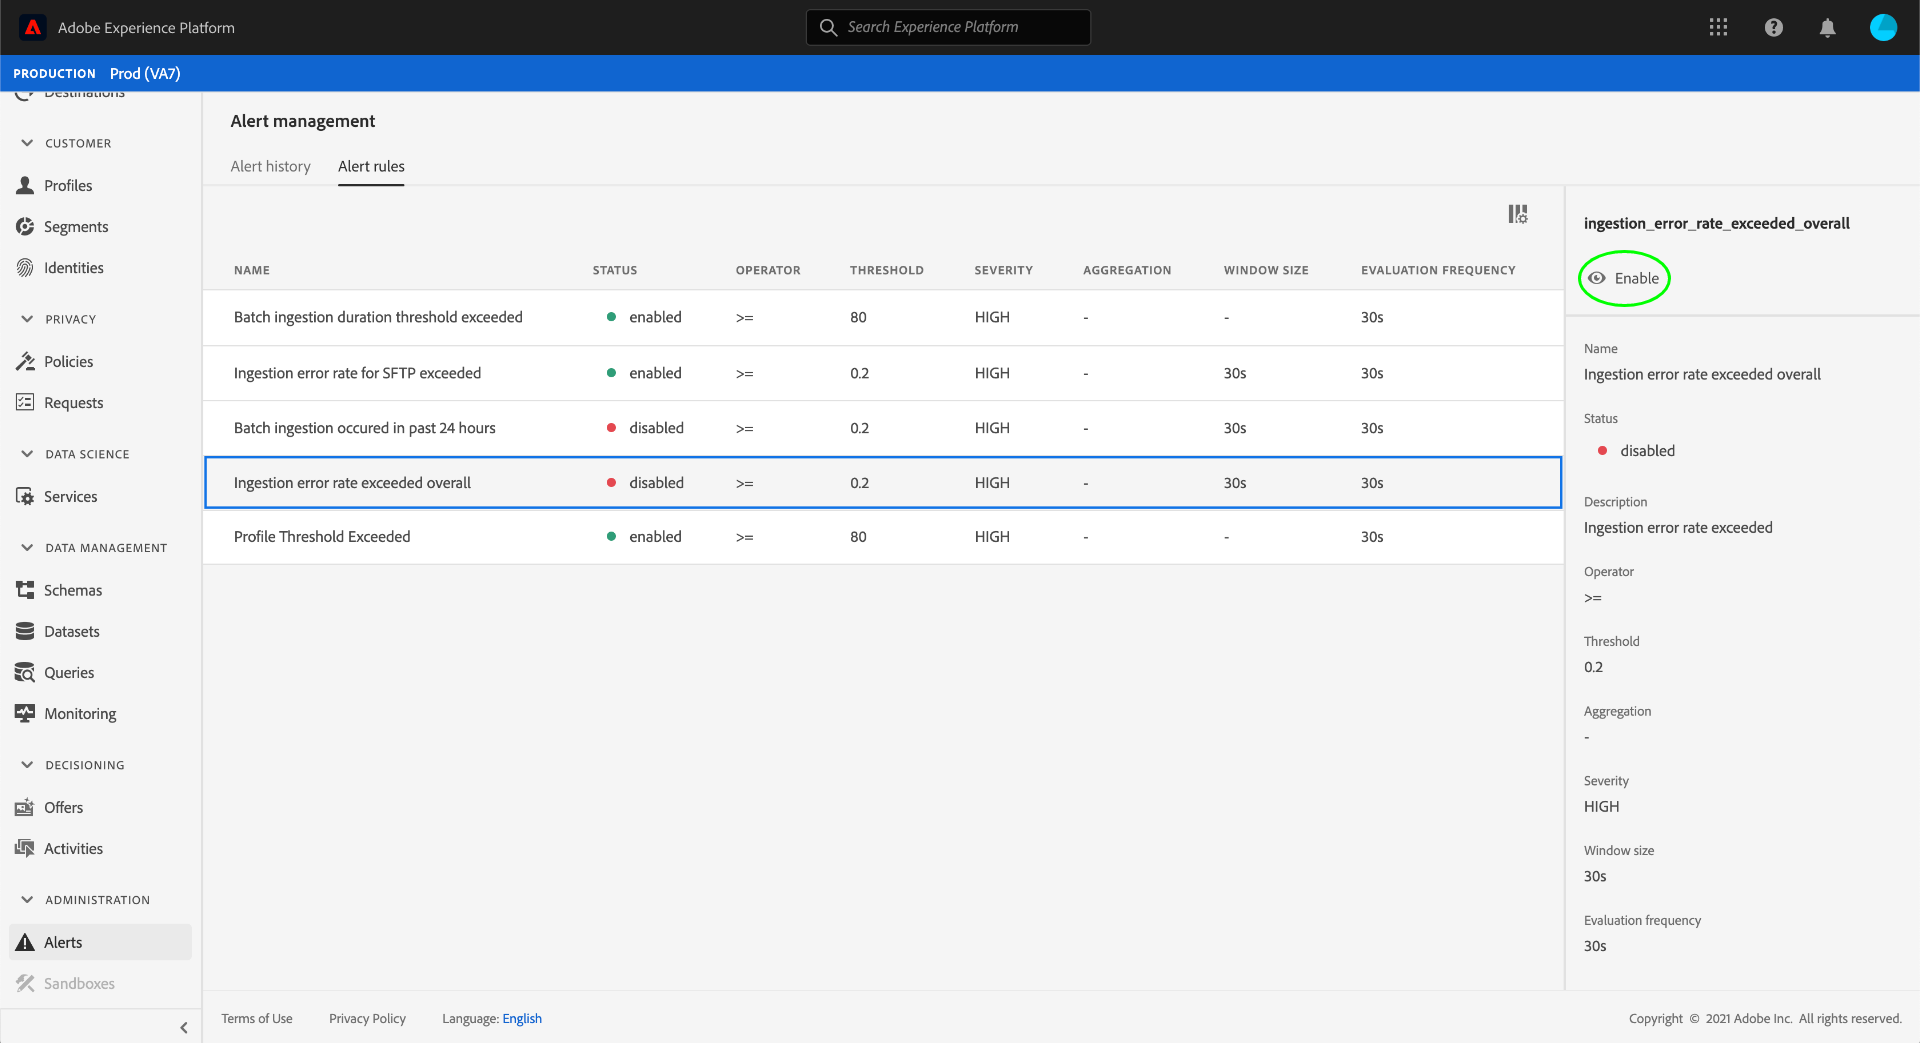 Adobe Experience Platform
Search Experience Platform
PRODUCTION Prod (VA7)
Destinations
CUSTOMER
Profiles
Segments
Identities
PRIVACY
Policies
Requests
DATA SCIENCE
Services
DATA MANAGEMENT
Schemas
Datasets
Queries
Monitoring
DECISIONING
Offers
Activities
ADMINISTRATION
Alerts
Sandboxes
Alert management
Alert history Alert rules
NAME STATUS OPERATOR THRESHOLD SEVERITY AGGREGATION WINDOW SIZE EVALUATION FREQUENCY
Batch ingestion duration threshold exceeded enabled >= 80 HIGH - - 30s
Ingestion error rate for SFTP exceeded enabled >= 0.2 HIGH - 30s 30s
Batch ingestion occured in past 24 hours disabled >= 0.2 HIGH - 30s 30s
Ingestion error rate exceeded overall disabled >= 0.2 HIGH - 30s 30s
Profile Threshold Exceeded enabled >= 80 HIGH - - 30s
ingestion_error_rate_exceeded_overall
Enable
Name
Ingestion error rate exceeded overall
Status
disabled
Description
Ingestion error rate exceeded
Operator
>=
Threshold
0.2
Aggregation
-
Severity
HIGH
Window size
30s
Evaluation frequency
30s
Terms of Use Privacy Policy Language: English Copyright © 2021 Adobe Inc. All rights reserved.